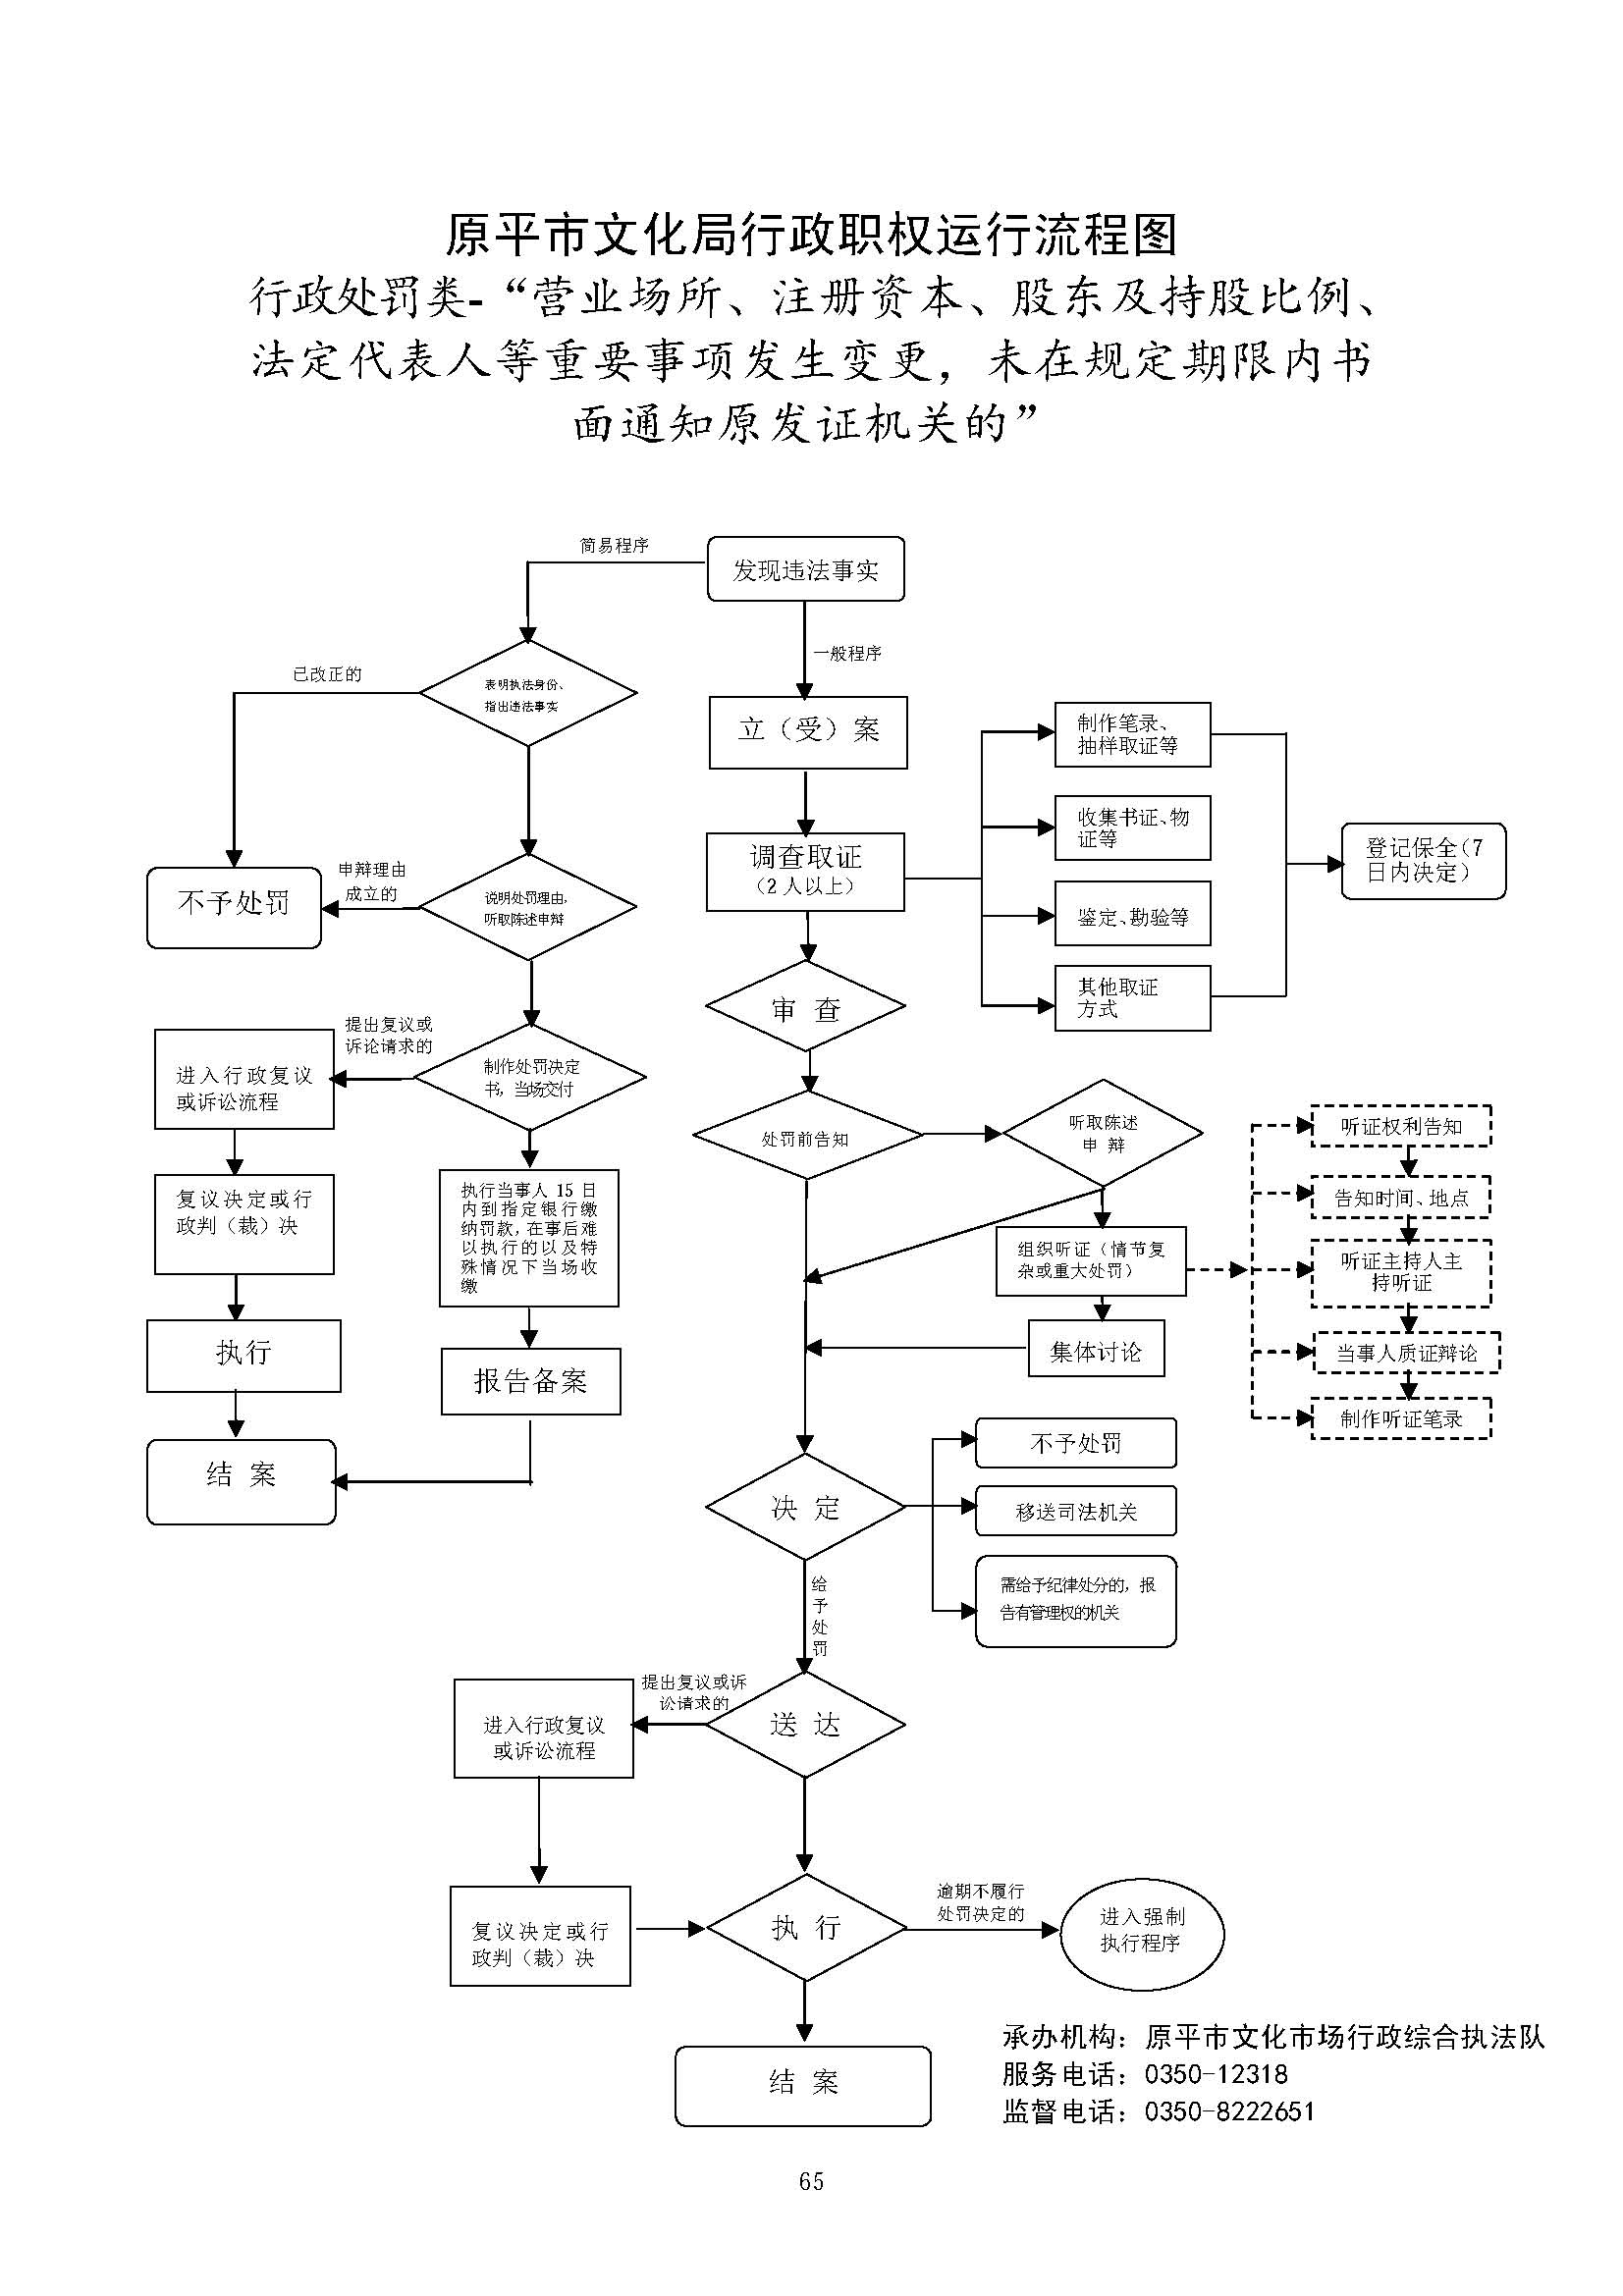 原平市文化局行政职权运行流程图
行政处罚类-“营业场所、注册资本、股东及持股比例、
法定代表人等重要事项发生变更，未在规定期限内书
面通知原发证机关的”
简易程序
发现违法事实
一般程序
已改正的
表明执法身份、
指出违法事实
立（受）案
制作笔录、
抽样取证等
收集书证、物
证等
调查取证
（2人以上）
登记保全（7
日内决定）
鉴定、勘验等
其他取证
方式
申辩理由
成立的
不予处罚
说明处罚理由，
听取陈述申辩
审 查
提出复议或
诉论请求的
进入行政复议
或诉讼流程
制作处罚决定
书，当场交付
处罚前告知
听取陈述
申 辩
听证权利告知
告知时间、地点
听证主持人主
持听证
当事人质证辩论
制作听证笔录
复议决定或行
政判（裁）决
执行当事人 15 日
内到指定银行缴
纳罚款，在事后难
以执行的以及特
殊情况下当场收
缴
组织听证（情节复
杂或重大处罚）
集体讨论
执行
报告备案
结 案
决 定
不予处罚
移送司法机关
需给予纪律处分的，报
告有管理权的机关
给
予
处
罚
提出复议或诉
讼请求的
进入行政复议
或诉讼流程
送 达
复议决定或行
政判（裁）决
执 行
逾期不履行
处罚决定的
进入强制
执行程序
结 案
承办机构：原平市文化市场行政综合执法队
服务电话：0350-12318
监督电话：0350-8222651
65